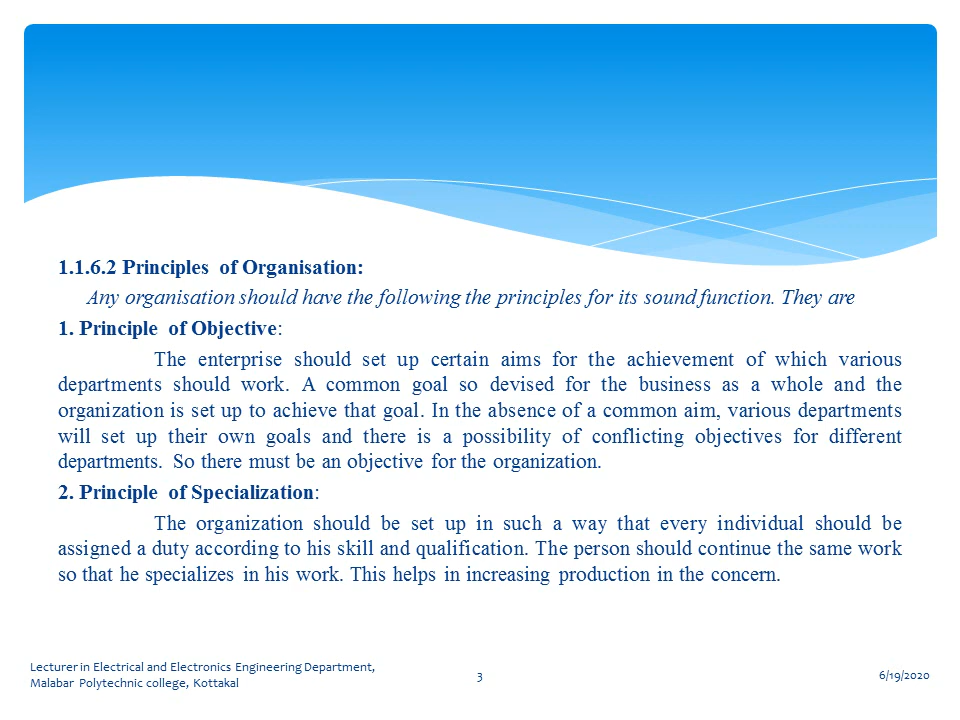 1.1.6.2 Principles of Organisation:
Any organisation should have the following the principles for its sound function. They are
1. Principle of Objective:
The enterprise should set up certain aims for the achievement of which various
departments should work. A common goal so devised for the business as a whole and the
organization is set up to achieve that goal. In the absence of a common aim, various departments
will set up their own goals and there is a possibility of conflicting objectives for different
departments. So there must be an objective for the organization.
2. Principle of Specialization:
The organization should be set up in such a way that every individual should be
assigned a duty according to his skill and qualification. The person should continue the same work
so that he specializes in his work. This helps in increasing production in the concern.
Lecturer in Electrical and Electronics Engineering Department,
Malabar Polytechnic college, Kottakal
3
6/19/2020